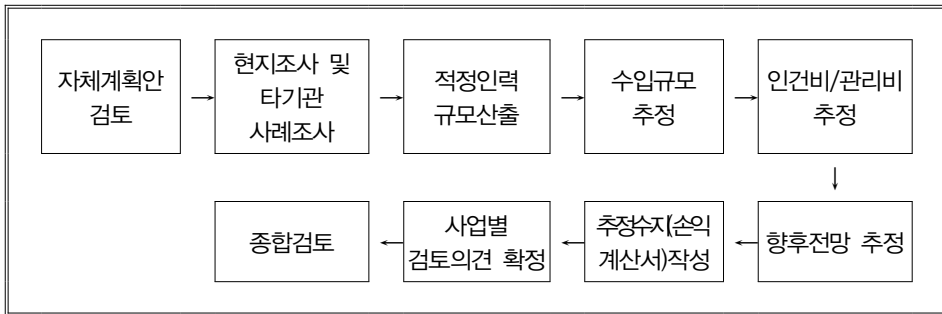 자체계획안
검토
→
현지조사 및
타기관
사례조사
→
적정인력
규모산출
→
수입규모
추정
→
인건비/관리비
추정
↓
향후전망 추정
←
추정수지(손익
계산서)작성
←
사업별
검토의견 확정
←
종합검토